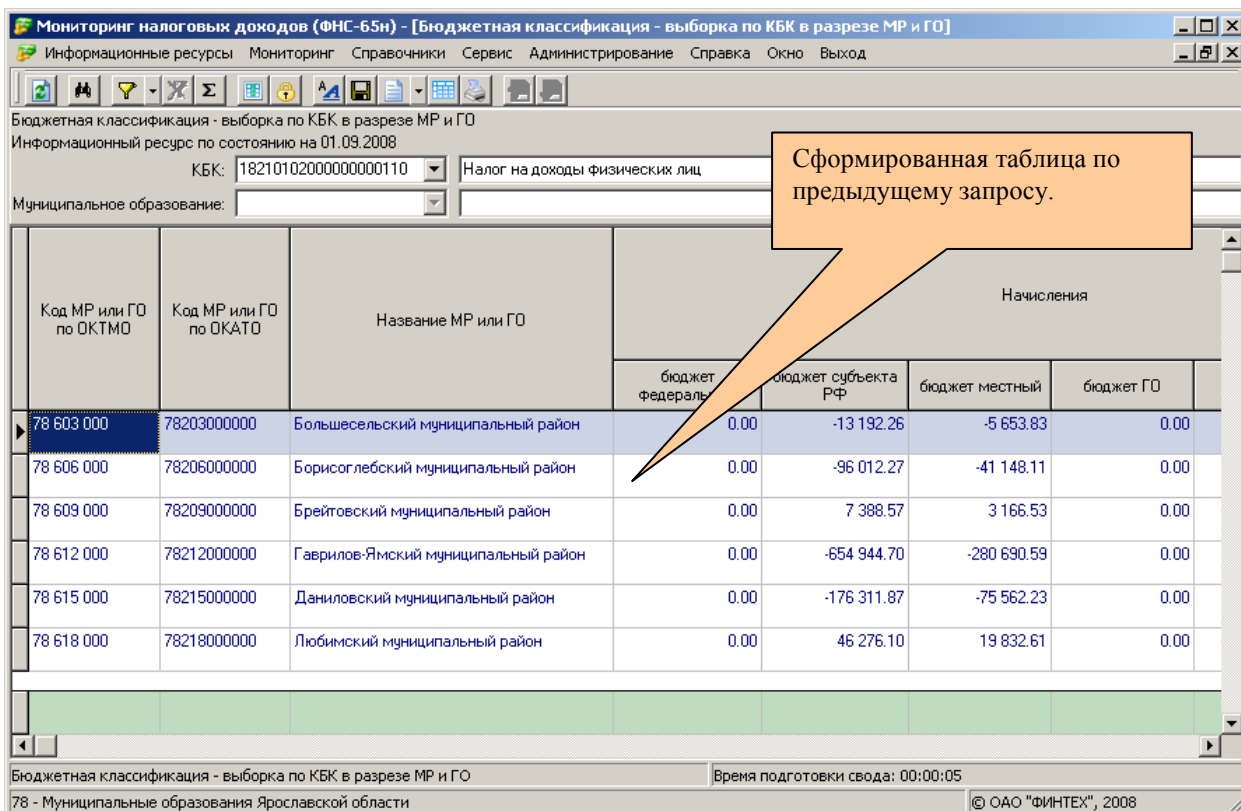 Мониторинг налоговых доходов (ФНС-65н) - [Бюджетная классификация - выборка по КБК в разрезе МР и ГО]
Информационные ресурсы Мониторинг Справочники Сервис Администрирование Справка Окно Выход
Бюджетная классификация - выборка по КБК в разрезе МР и ГО
Информационный ресурс по состоянию на 01.09.2008
КБК: 18210102000000000110 Налог на доходы физических лиц
Муниципальное образование:
Сформированная таблица по
предыдущему запросу.
Код МР или ГО
по ОКТМО
Код МР или ГО
по ОКАТО
Название МР или ГО
Начисления
бюджет
бюджет субъекта
РФ
бюджет местный
бюджет ГО
78 603 000 78203000000 Большесельский муниципальный район 0.00 -13 192.26 -5 653.83 0.00
78 606 000 78206000000 Борисоглебский муниципальный район 0.00 -96 012.27 -41 148.11 0.00
78 609 000 78209000000 Брейтовский муниципальный район 0.00 7 388.57 3 166.53 0.00
78 612 000 78212000000 Гаврилов-Ямский муниципальный район 0.00 -654 944.70 -280 690.59 0.00
78 615 000 78215000000 Даниловский муниципальный район 0.00 -176 311.87 -75 562.23 0.00
78 618 000 78218000000 Любимский муниципальный район 0.00 46 276.10 19 832.61 0.00
Бюджетная классификация - выборка по КБК в разрезе МР и ГО Время подготовки свода: 00:00:05
78 - Муниципальные образования Ярославской области © ОАО "ФИНТЕХ", 2008